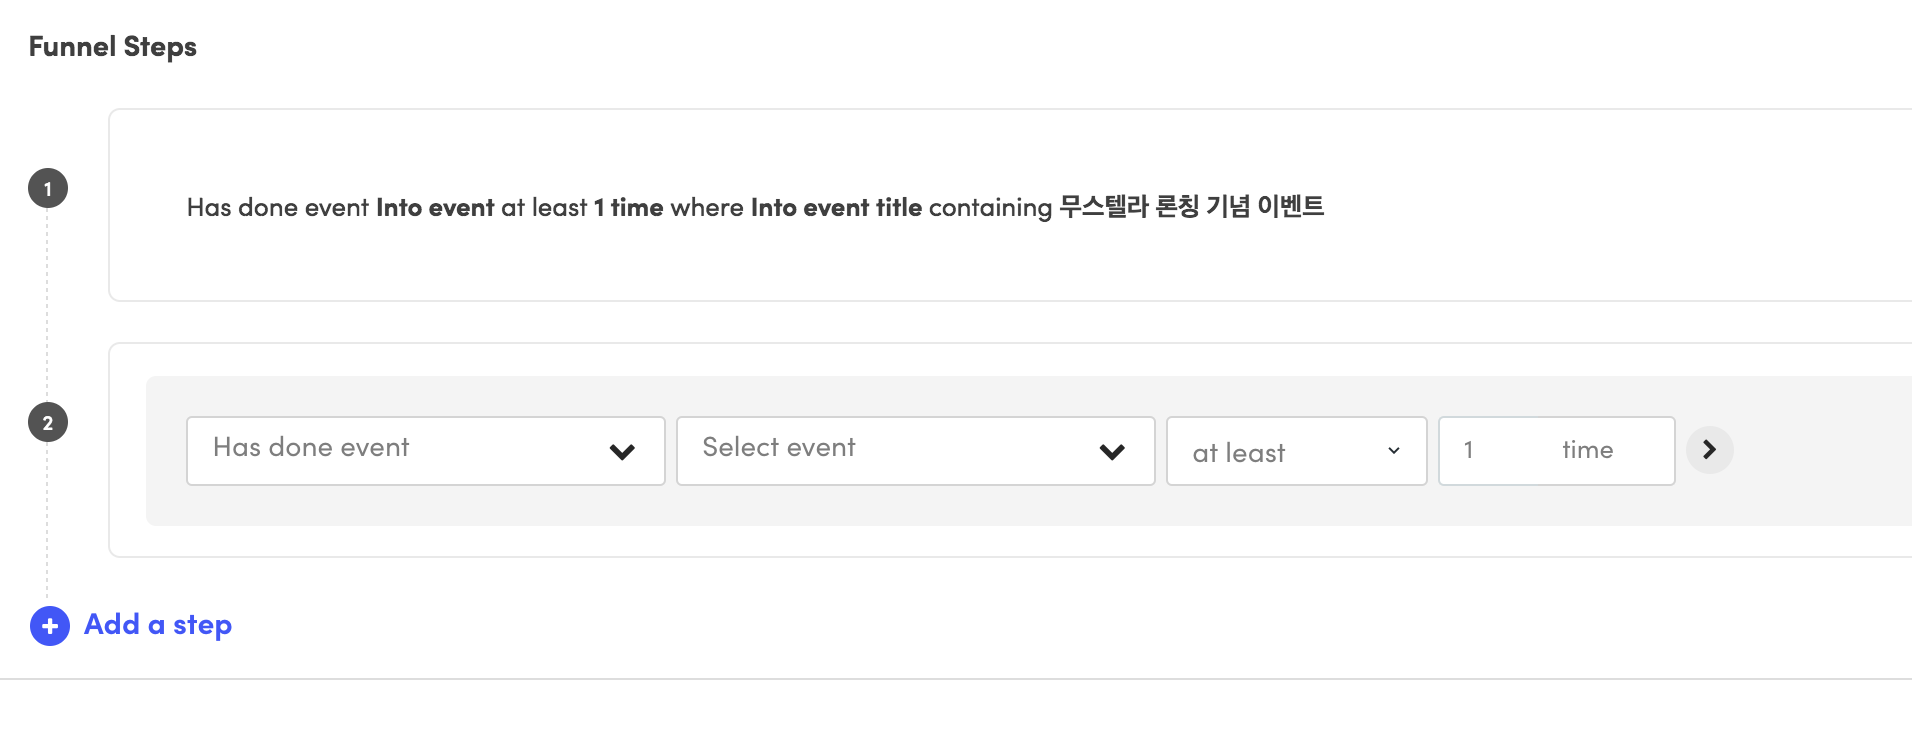 Funnel Steps
1
Has done event Into event at least 1 time where Into event title containing 무스텔라 론칭 기념 이벤트
2
Has done event Select event at least 1 time
Add a step